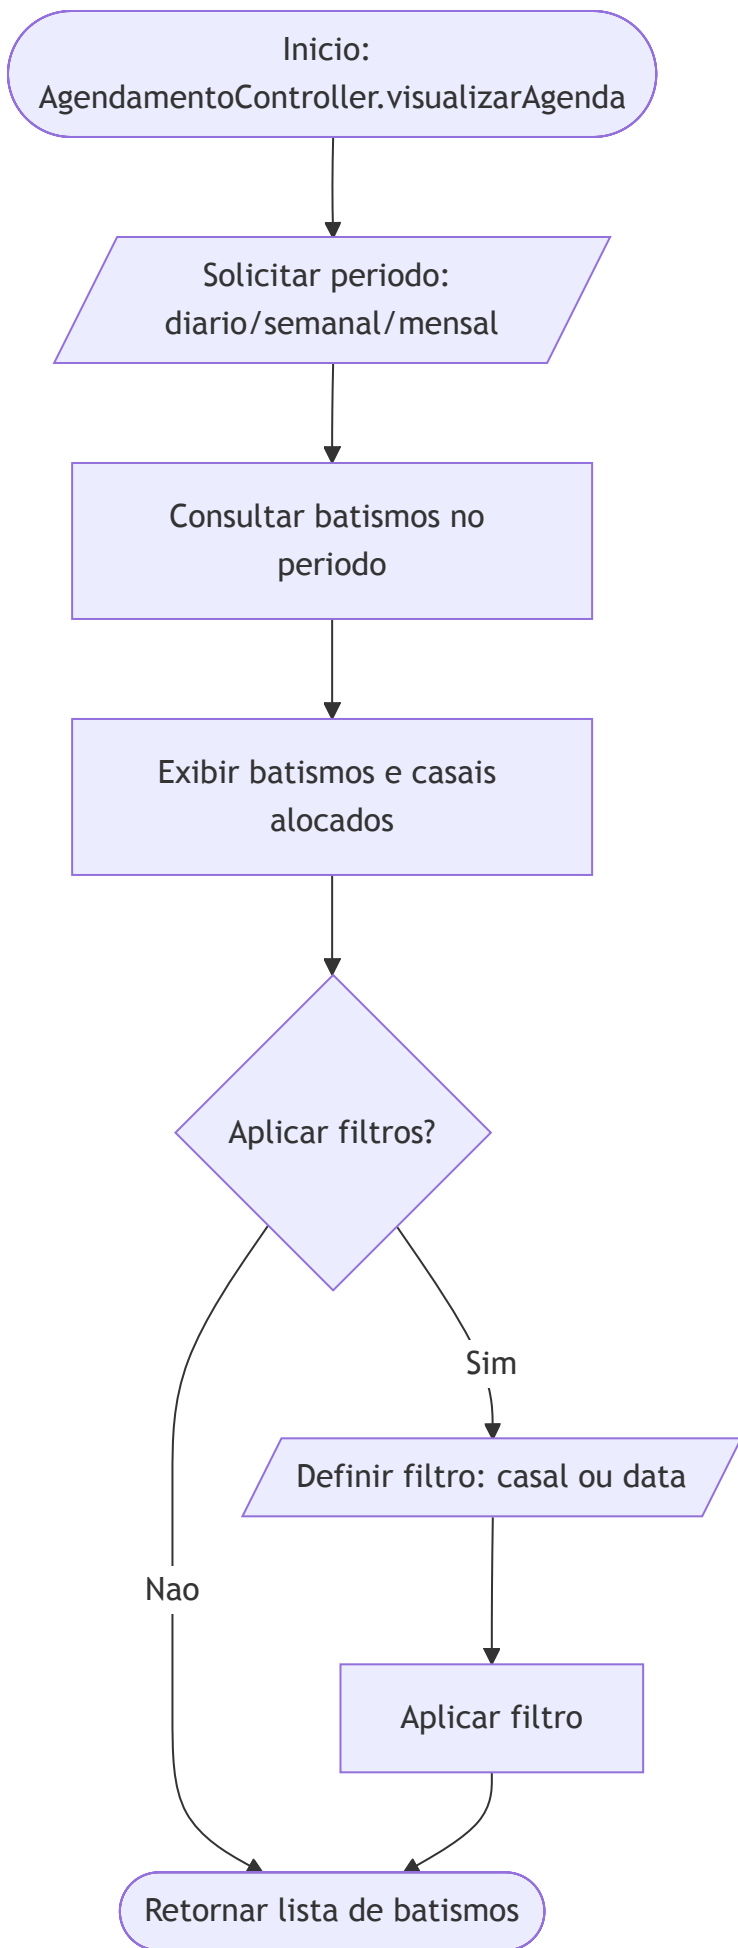 Inicio:
AgendamentoController.visualizarAgenda
Solicitar periodo:
diario/semanal/mensal
Consultar batismos no
periodo
Exibir batismos e casais
alocados
Aplicar filtros?
Sim
Definir filtro: casal ou data
Nao
Aplicar filtro
Retornar lista de batismos